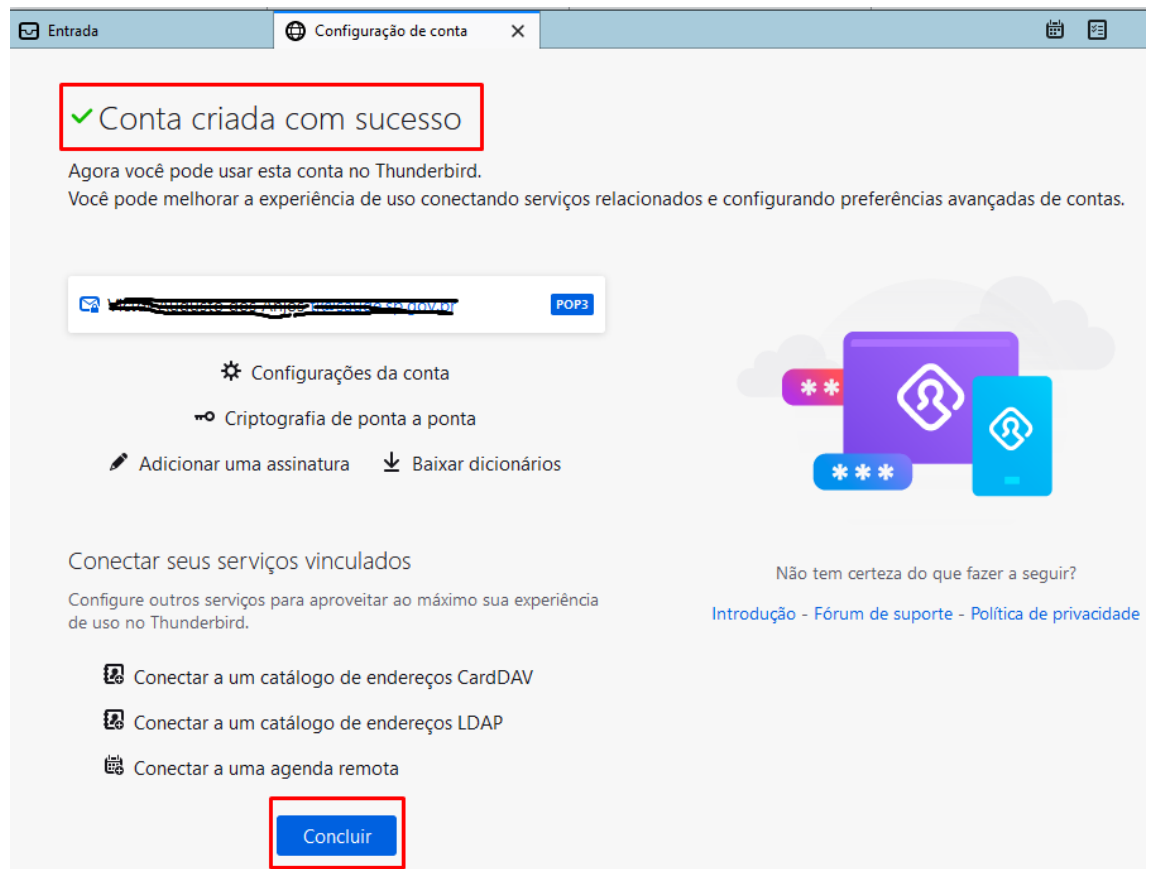 Entrada
Configuração de conta
Conta criada com sucesso
Agora você pode usar esta conta no Thunderbird.
Você pode melhorar a experiência de uso conectando serviços relacionados e configurando preferências avançadas de contas.
POP3
Configurações da conta
Criptografia de ponta a ponta
Adicionar uma assinatura Baixar dicionários
***
**
Conectar seus serviços vinculados
Configure outros serviços para aproveitar ao máximo sua experiência
de uso no Thunderbird.
Não tem certeza do que fazer a seguir?
Introdução - Fórum de suporte - Política de privacidade
Conectar a um catálogo de endereços CardDAV
Conectar a um catálogo de endereços LDAP
Conectar a uma agenda remota
Concluir